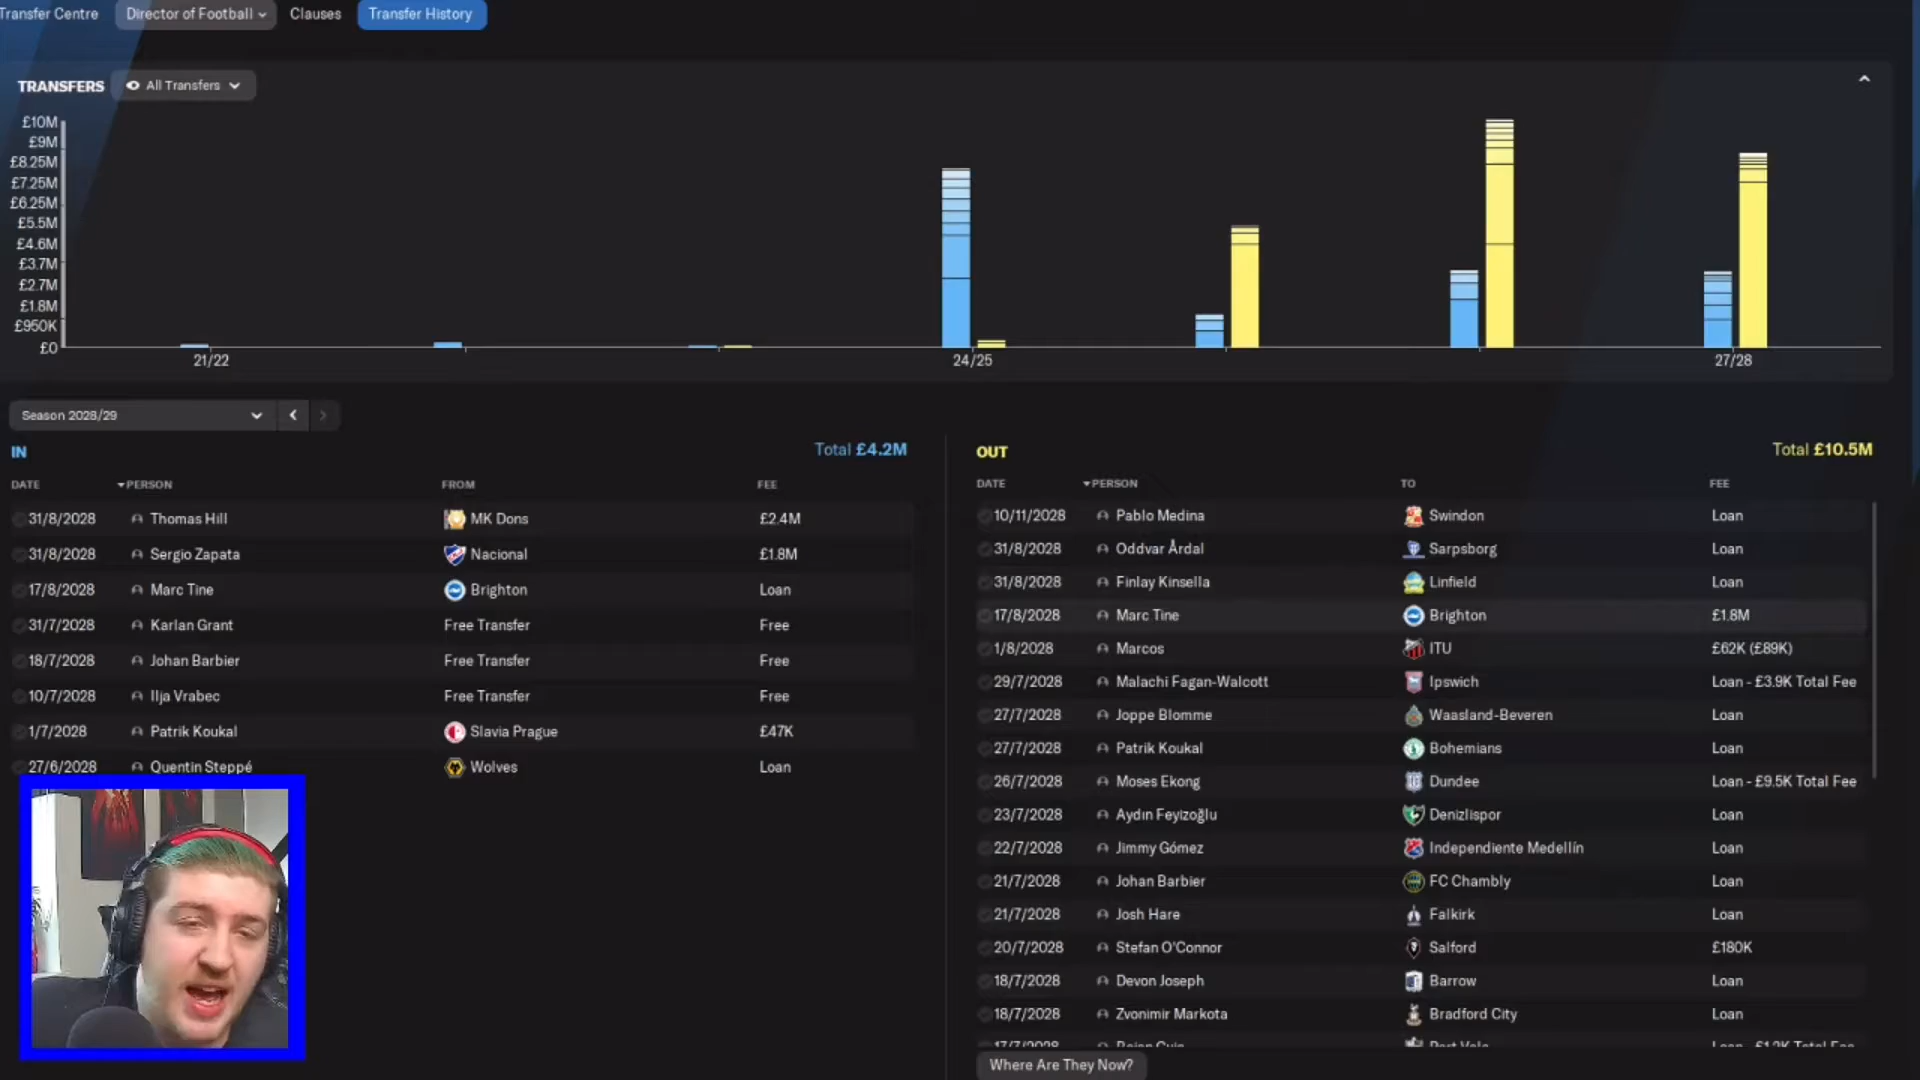 Transfer Centre Director of Football Clauses Transfer History
TRANSFERS All Transfers
£10M
£9M
£8.25M
£7.25M
£6.25M
£5.5M
£4.6M
£3.7M
£2.7M
£1.8M
£950K
£0
21/22 24/25 27/28
Season 2028/29
IN Total £4.2M
DATE PERSON FROM FEE
31/8/2028 Thomas Hill MK Dons £2.4M
31/8/2028 Sergio Zapata Nacional £1.8M
17/8/2028 Marc Tine Brighton Loan
31/7/2028 Karlan Grant Free Transfer Free
18/7/2028 Johan Barbier Free Transfer Free
10/7/2028 Ilja Vrabec Free Transfer Free
1/7/2028 Patrik Koukal Slavia Prague £47K
27/6/2028 Quentin Steppé Wolves Loan
OUT Total £10.5M
DATE PERSON TO FEE
10/11/2028 Pablo Medina Swindon Loan
31/8/2028 Oddvar Årdal Sarpsborg Loan
31/8/2028 Finlay Kinsella Linfield Loan
17/8/2028 Marc Tine Brighton £1.8M
1/8/2028 Marcos ITU £62K (£89K)
29/7/2028 Malachi Fagan-Walcott Ipswich Loan - £3.9K Total Fee
27/7/2028 Joppe Blomme Waasland-Beveren Loan
27/7/2028 Patrik Koukal Bohemians Loan
26/7/2028 Moses Ekong Dundee Loan - £9.5K Total Fee
23/7/2028 Aydın Feyizoğlu Denizlispor Loan
22/7/2028 Jimmy Gómez Independiente Medellín Loan
21/7/2028 Johan Barbier FC Chambly Loan
21/7/2028 Josh Hare Falkirk Loan
20/7/2028 Stefan O'Connor Salford £180K
18/7/2028 Devon Joseph Barrow Loan
18/7/2028 Zvonimir Markota Bradford City Loan
17/7/2028 Port Vale Loan - £1.2K Total Fee
Where Are They Now?